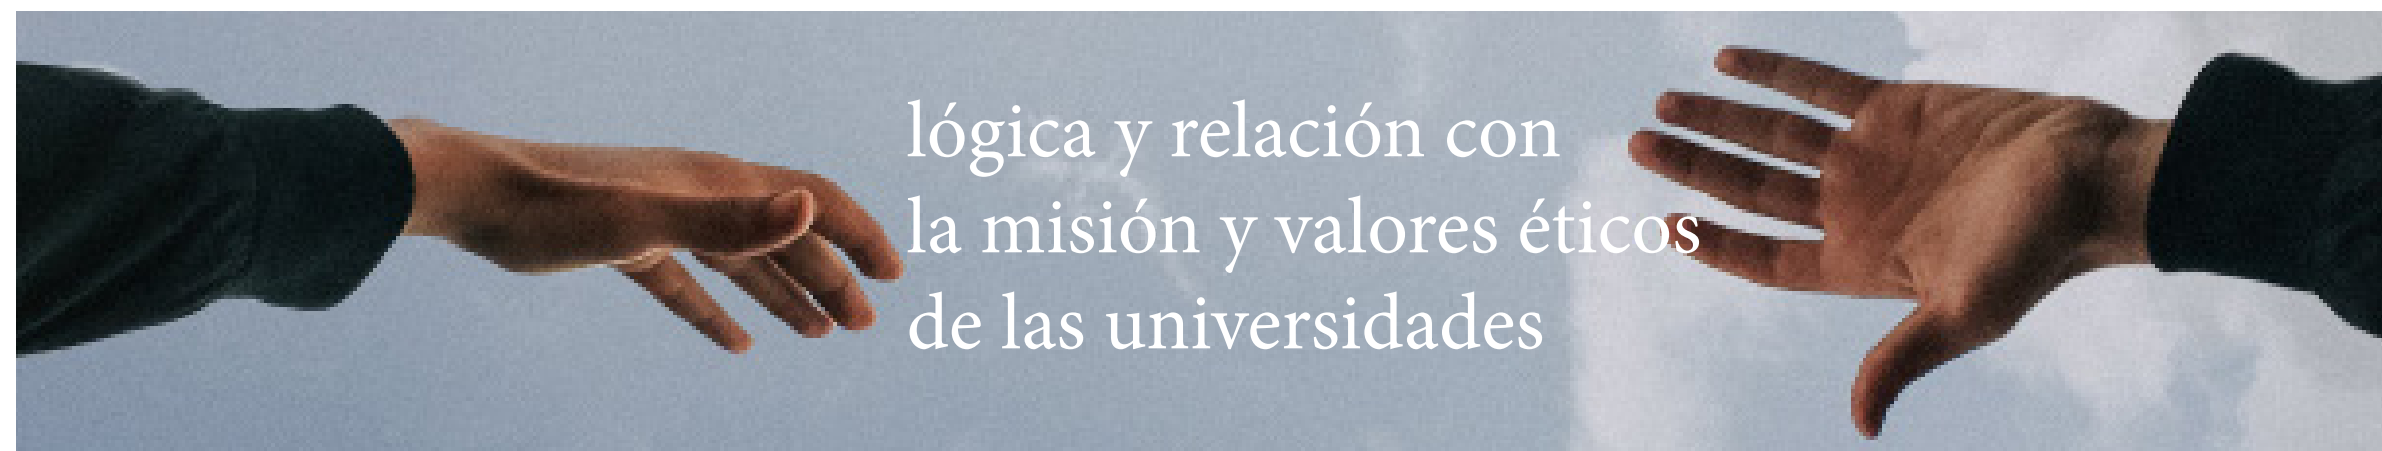 lógica y relación con
la misión y valores éticos
de las universidades